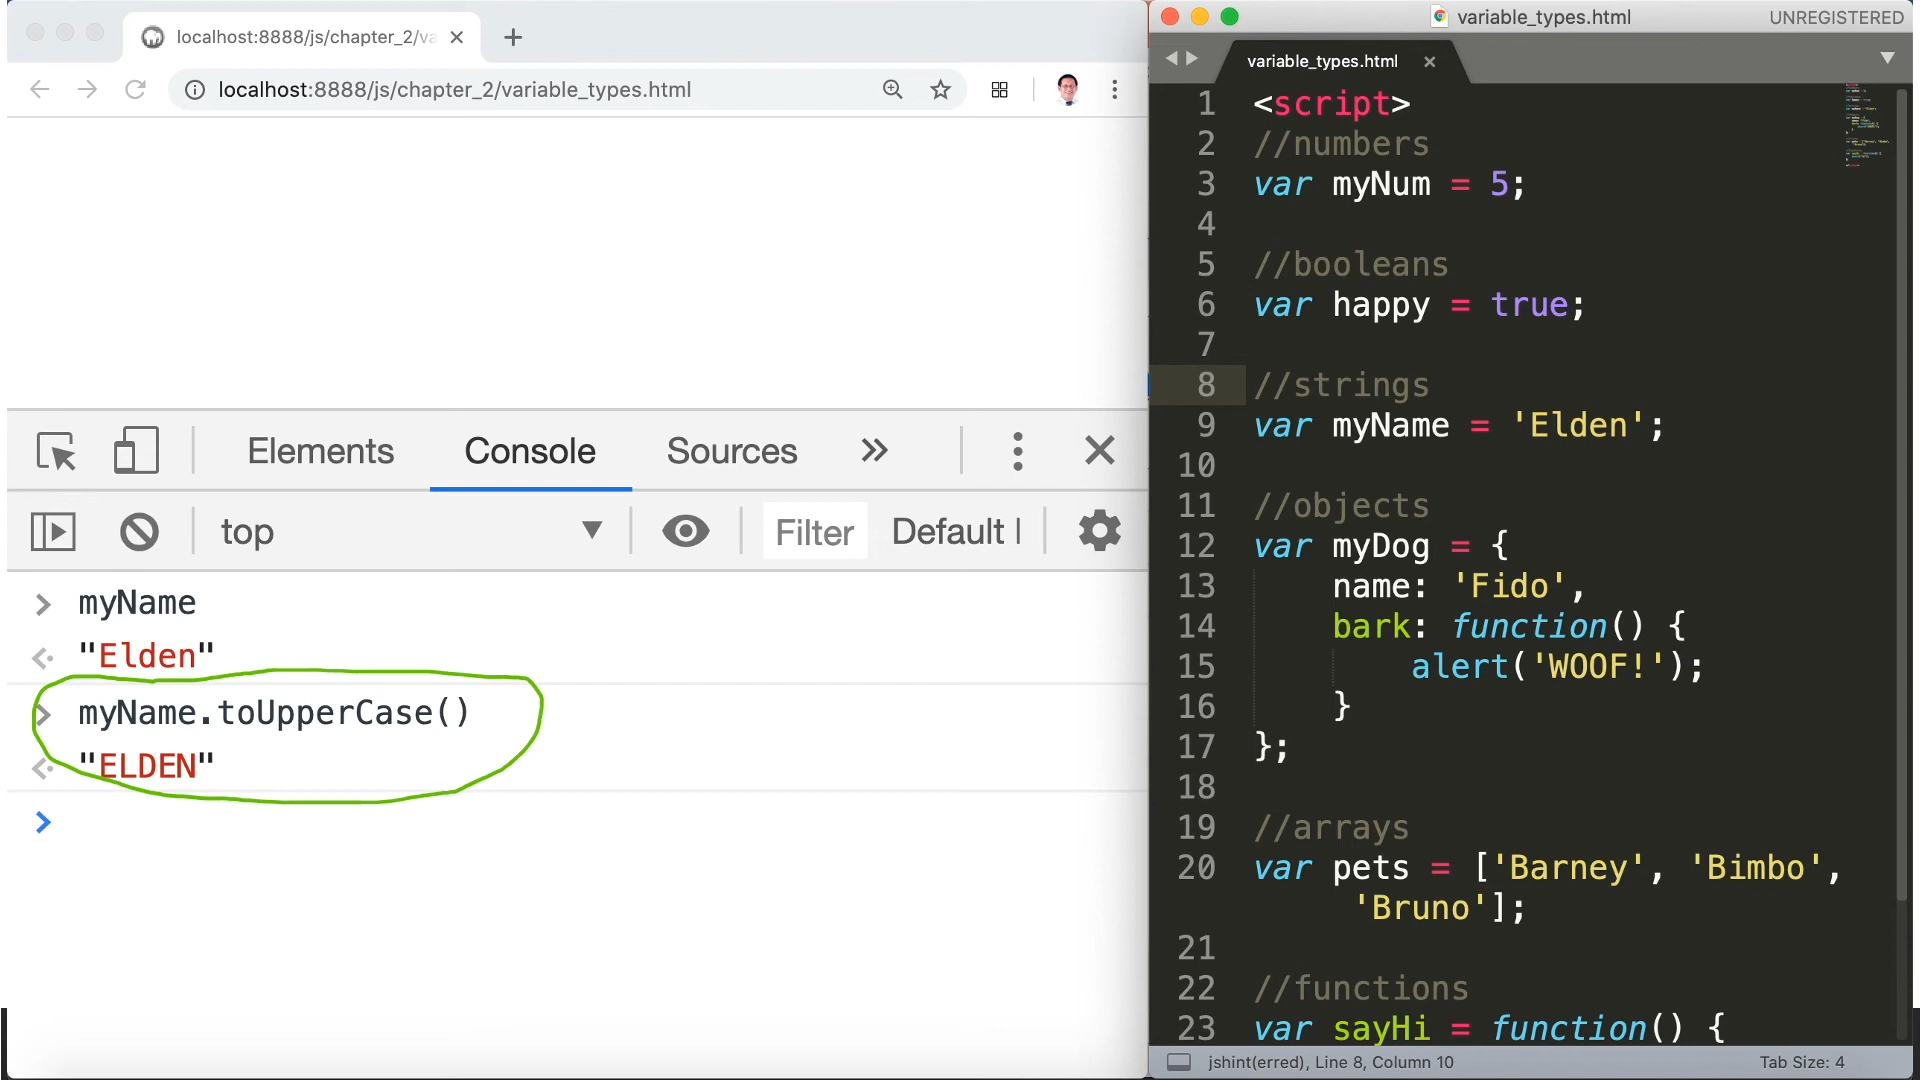 localhost:8888/js/chapter_2/va
localhost:8888/js/chapter_2/variable_types.html
Elements Console Sources
top Filter Default
myName
"Elden"
myName.toUpperCase()
"ELDEN"
variable_types.html UNREGISTERED
variable_types.html
1 <script>
2 //numbers
3 var myNum = 5;
4
5 //booleans
6 var happy = true;
7
8 //strings
9 var myName = 'Elden';
10
11 //objects
12 var myDog = {
13 name: 'Fido',
14 bark: function() {
15 alert('WOOF!');
16 }
17 };
18
19 //arrays
20 var pets = ['Barney', 'Bimbo',
'Bruno'];
21
22 //functions
23 var sayHi = function() {
jshint(erred), Line 8, Column 10 Tab Size: 4